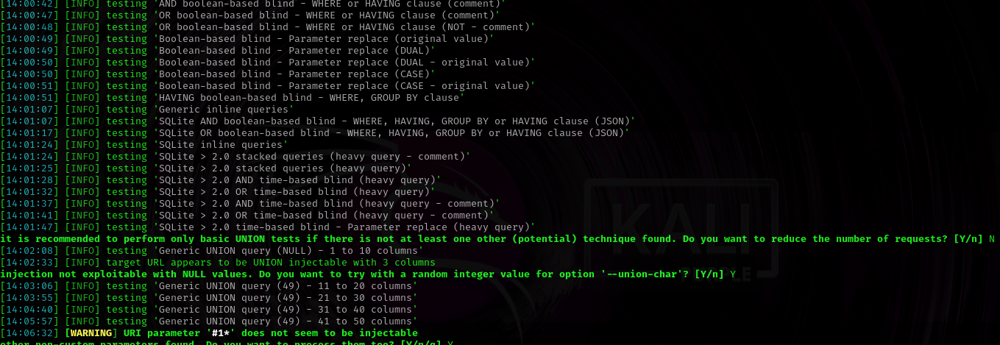 [14:00:42] [INFO] testing 'AND boolean-based blind - WHERE or HAVING clause (comment)'
[14:00:47] [INFO] testing 'OR boolean-based blind - WHERE or HAVING clause (comment)'
[14:00:48] [INFO] testing 'OR boolean-based blind - WHERE or HAVING clause (NOT - comment)'
[14:00:49] [INFO] testing 'Boolean-based blind - Parameter replace (original value)'
[14:00:49] [INFO] testing 'Boolean-based blind - Parameter replace (DUAL)'
[14:00:50] [INFO] testing 'Boolean-based blind - Parameter replace (DUAL - original value)'
[14:00:50] [INFO] testing 'Boolean-based blind - Parameter replace (CASE)'
[14:00:51] [INFO] testing 'Boolean-based blind - Parameter replace (CASE - original value)'
[14:00:51] [INFO] testing 'HAVING boolean-based blind - WHERE, GROUP BY clause'
[14:01:07] [INFO] testing 'Generic inline queries'
[14:01:07] [INFO] testing 'SQLite AND boolean-based blind - WHERE, HAVING, GROUP BY or HAVING clause (JSON)'
[14:01:17] [INFO] testing 'SQLite OR boolean-based blind - WHERE, HAVING, GROUP BY or HAVING clause (JSON)'
[14:01:24] [INFO] testing 'SQLite inline queries'
[14:01:24] [INFO] testing 'SQLite > 2.0 stacked queries (heavy query - comment)'
[14:01:25] [INFO] testing 'SQLite > 2.0 stacked queries (heavy query)'
[14:01:28] [INFO] testing 'SQLite > 2.0 AND time-based blind (heavy query)'
[14:01:32] [INFO] testing 'SQLite > 2.0 OR time-based blind (heavy query)'
[14:01:37] [INFO] testing 'SQLite > 2.0 AND time-based blind (heavy query - comment)'
[14:01:41] [INFO] testing 'SQLite > 2.0 OR time-based blind (heavy query - comment)'
[14:01:47] [INFO] testing 'SQLite > 2.0 time-based blind - Parameter replace (heavy query)'
it is recommended to perform only basic UNION tests if there is not at least one other (potential) technique found. Do you want to reduce the number of requests? [Y/n] N
[14:02:08] [INFO] testing 'Generic UNION query (NULL) - 1 to 10 columns'
[14:02:33] [INFO] target URL appears to be UNION injectable with 3 columns
injection not exploitable with NULL values. Do you want to try with a random integer value for option '--union-char'? [Y/n] Y
[14:03:06] [INFO] testing 'Generic UNION query (49) - 11 to 20 columns'
[14:03:55] [INFO] testing 'Generic UNION query (49) - 21 to 30 columns'
[14:04:40] [INFO] testing 'Generic UNION query (49) - 31 to 40 columns'
[14:05:57] [INFO] testing 'Generic UNION query (49) - 41 to 50 columns'
[14:06:32] [WARNING] URI parameter '#1*' does not seem to be injectable
other non-custom parameters found. Do you want to process them too? [Y/n/q] Y
KALI